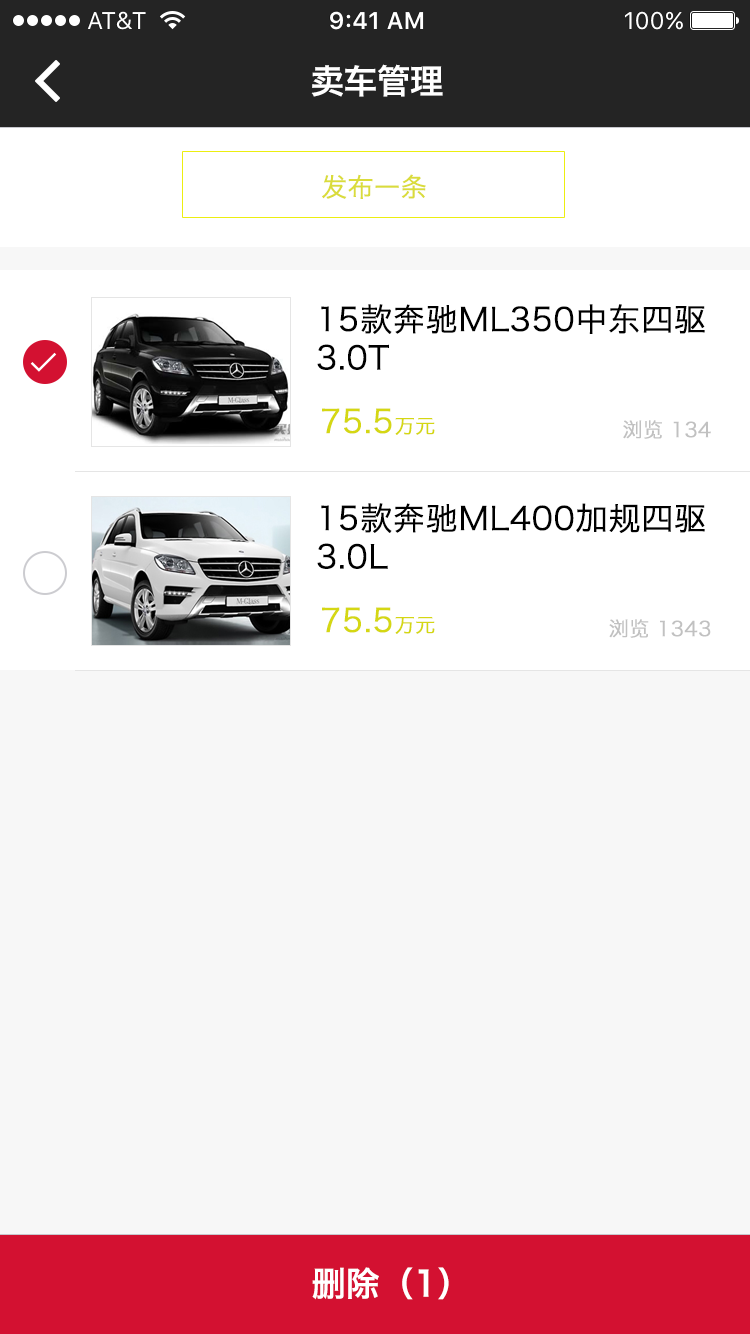 AT&T 9:41 AM 100%
卖车管理
发布一条
15款奔驰ML350中东四驱
3.0T
75.5万元
浏览 134
15款奔驰ML400加规四驱
3.0L
75.5万元
浏览 1343
删除（1）